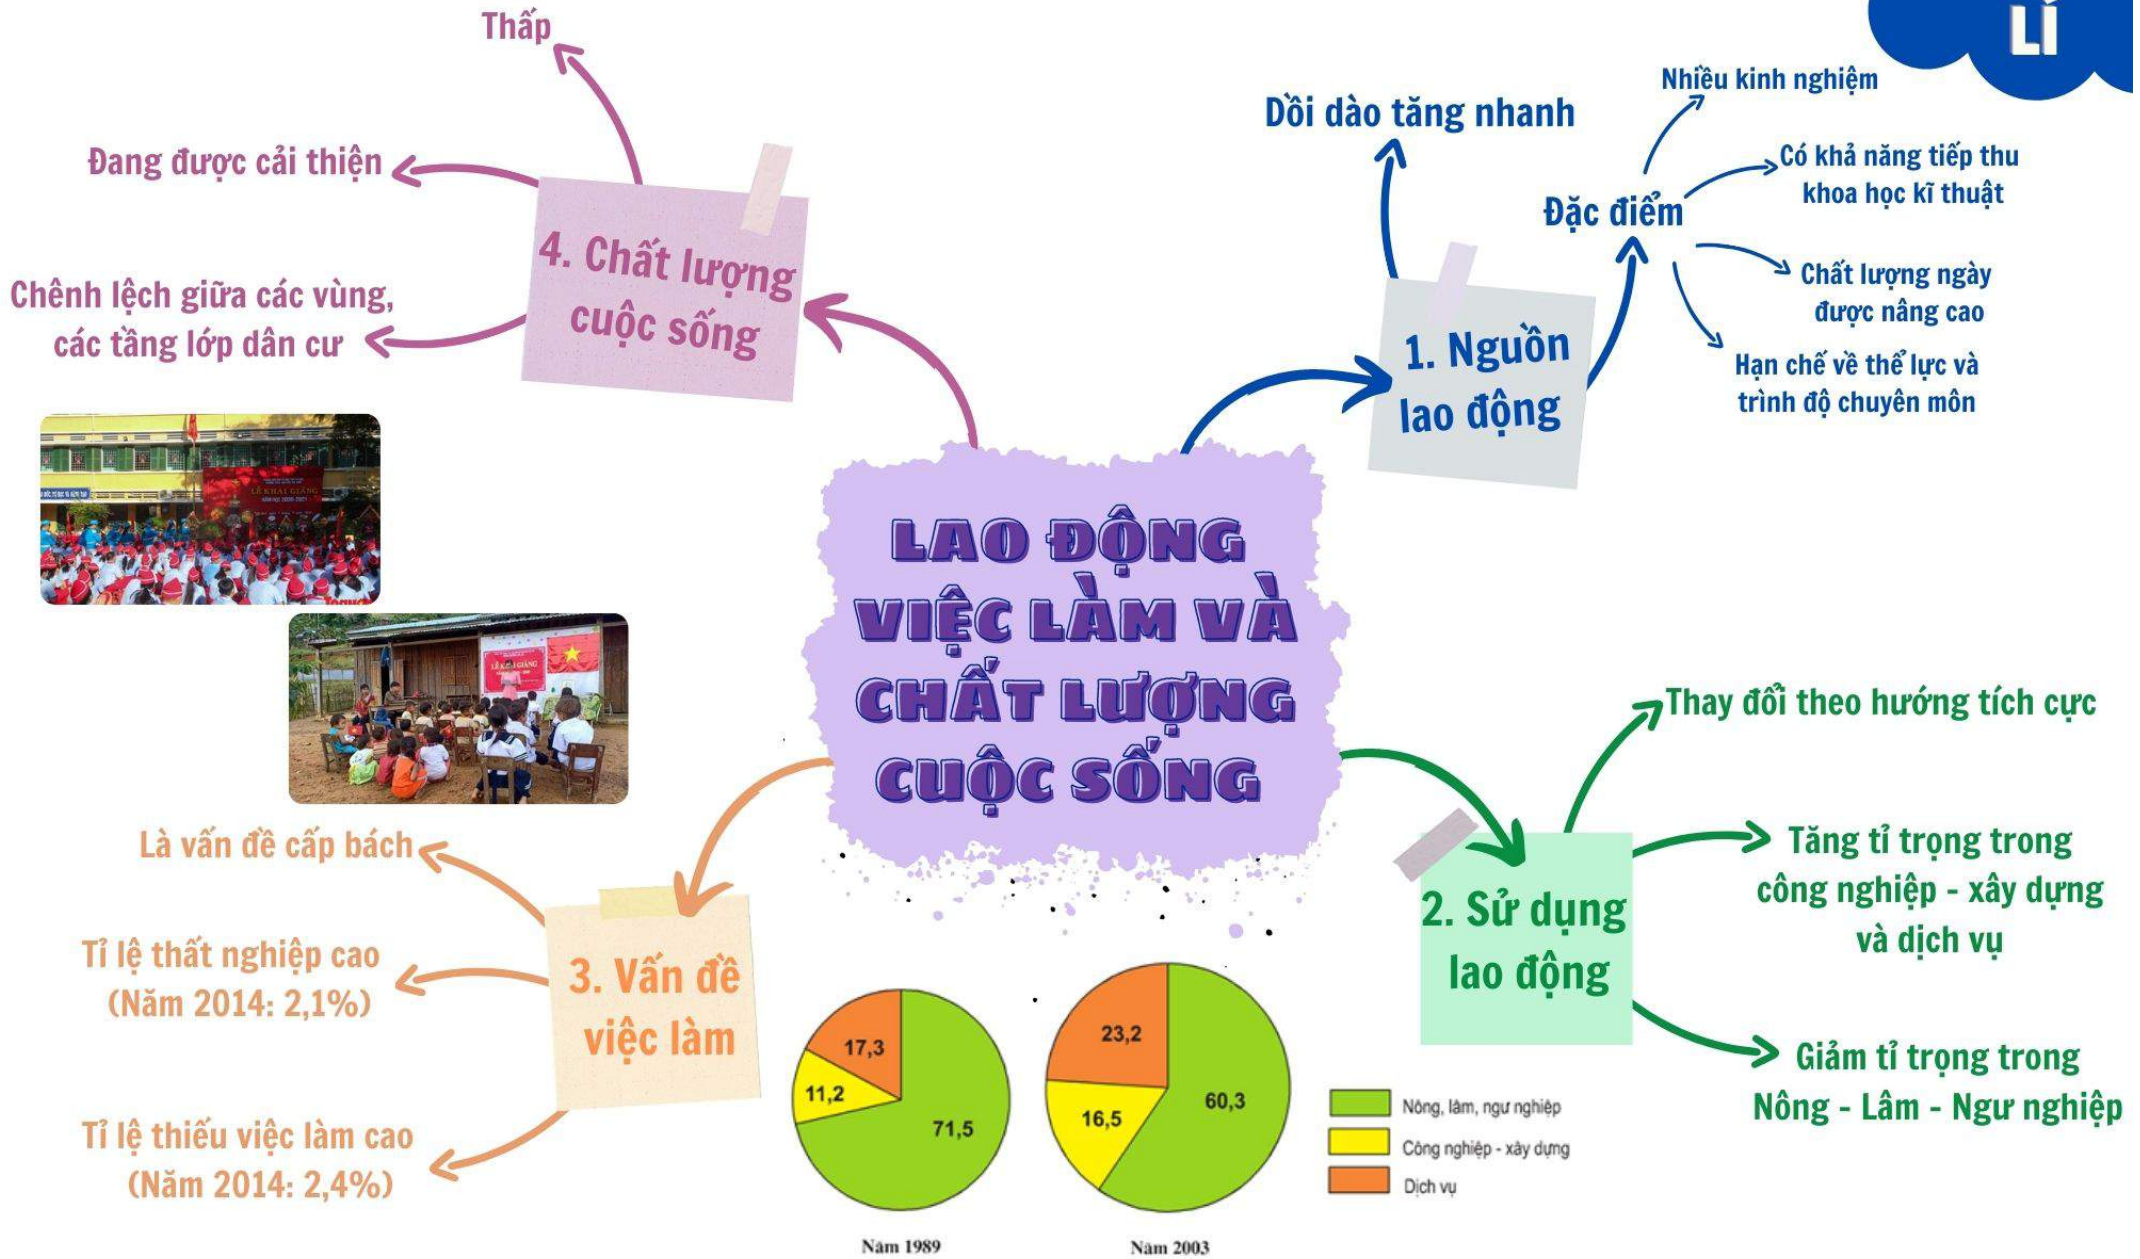 LÍ
LAO ĐỘNG
VIỆC LÀM VÀ
CHẤT LƯỢNG
CUỘC SỐNG
1. Nguồn
lao động
Dồi dào tăng nhanh
Đặc điểm
Nhiều kinh nghiệm
Có khả năng tiếp thu
khoa học kĩ thuật
Chất lượng ngày
được nâng cao
Hạn chế về thể lực và
trình độ chuyên môn
2. Sử dụng
lao động
Thay đổi theo hướng tích cực
Tăng tỉ trọng trong
công nghiệp - xây dựng
và dịch vụ
Giảm tỉ trọng trong
Nông - Lâm - Ngư nghiệp
3. Vấn đề
việc làm
Là vấn đề cấp bách
Tỉ lệ thất nghiệp cao
(Năm 2014: 2,1%)
Tỉ lệ thiếu việc làm cao
(Năm 2014: 2,4%)
4. Chất lượng
cuộc sống
Thấp
Đang được cải thiện
Chênh lệch giữa các vùng,
các tầng lớp dân cư
LỄ KHAI GIẢNG
LỄ KHAI GIẢNG
17,3
11,2
71,5
Năm 1989
23,2
16,5
60,3
Năm 2003
Nông, lâm, ngư nghiệp
Công nghiệp - xây dựng
Dịch vụ